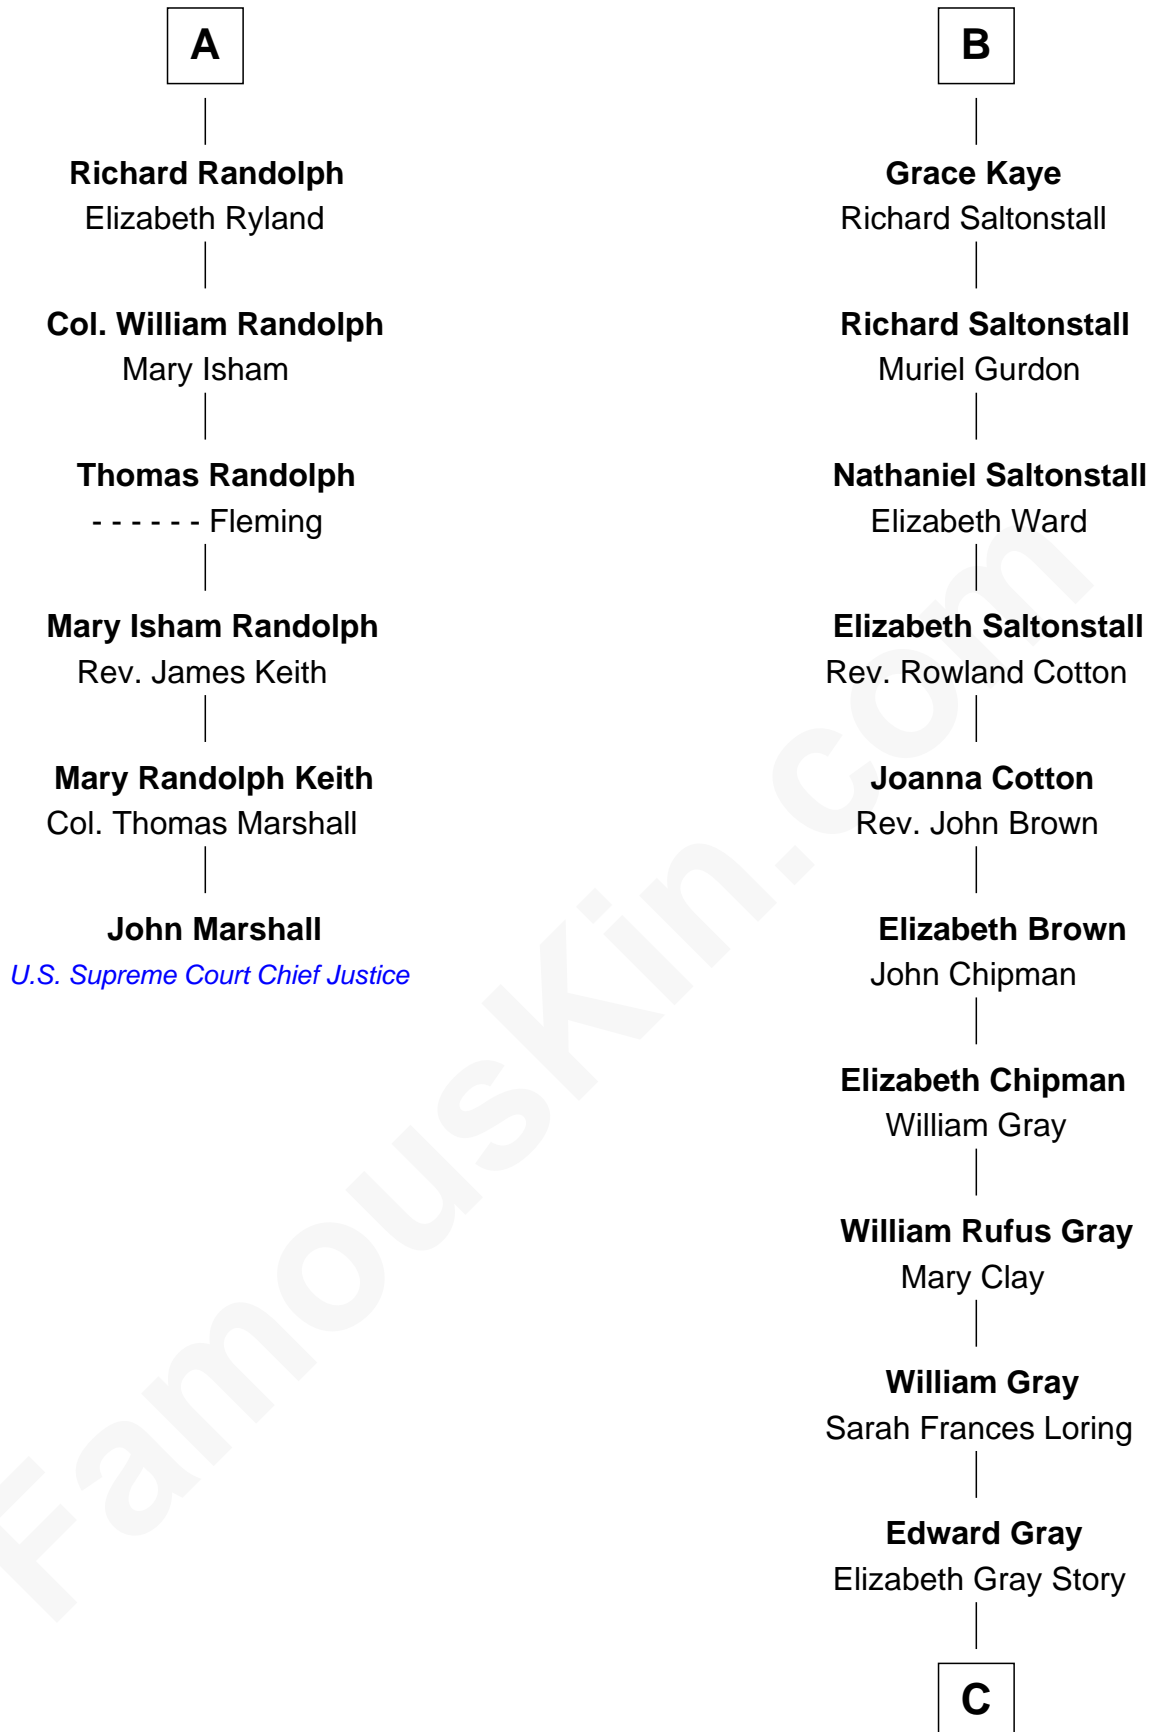 A
Richard Randolph
Elizabeth Ryland
Col. William Randolph
Mary Isham
Thomas Randolph
- - - - - - Fleming
Mary Isham Randolph
Rev. James Keith
Mary Randolph Keith
Col. Thomas Marshall
John Marshall
U.S. Supreme Court Chief Justice
B
Grace Kaye
Richard Saltonstall
Richard Saltonstall
Muriel Gurdon
Nathaniel Saltonstall
Elizabeth Ward
Elizabeth Saltonstall
Rev. Rowland Cotton
Joanna Cotton
Rev. John Brown
Elizabeth Brown
John Chipman
Elizabeth Chipman
William Gray
William Rufus Gray
Mary Clay
William Gray
Sarah Frances Loring
Edward Gray
Elizabeth Gray Story
C
FamousKin.com